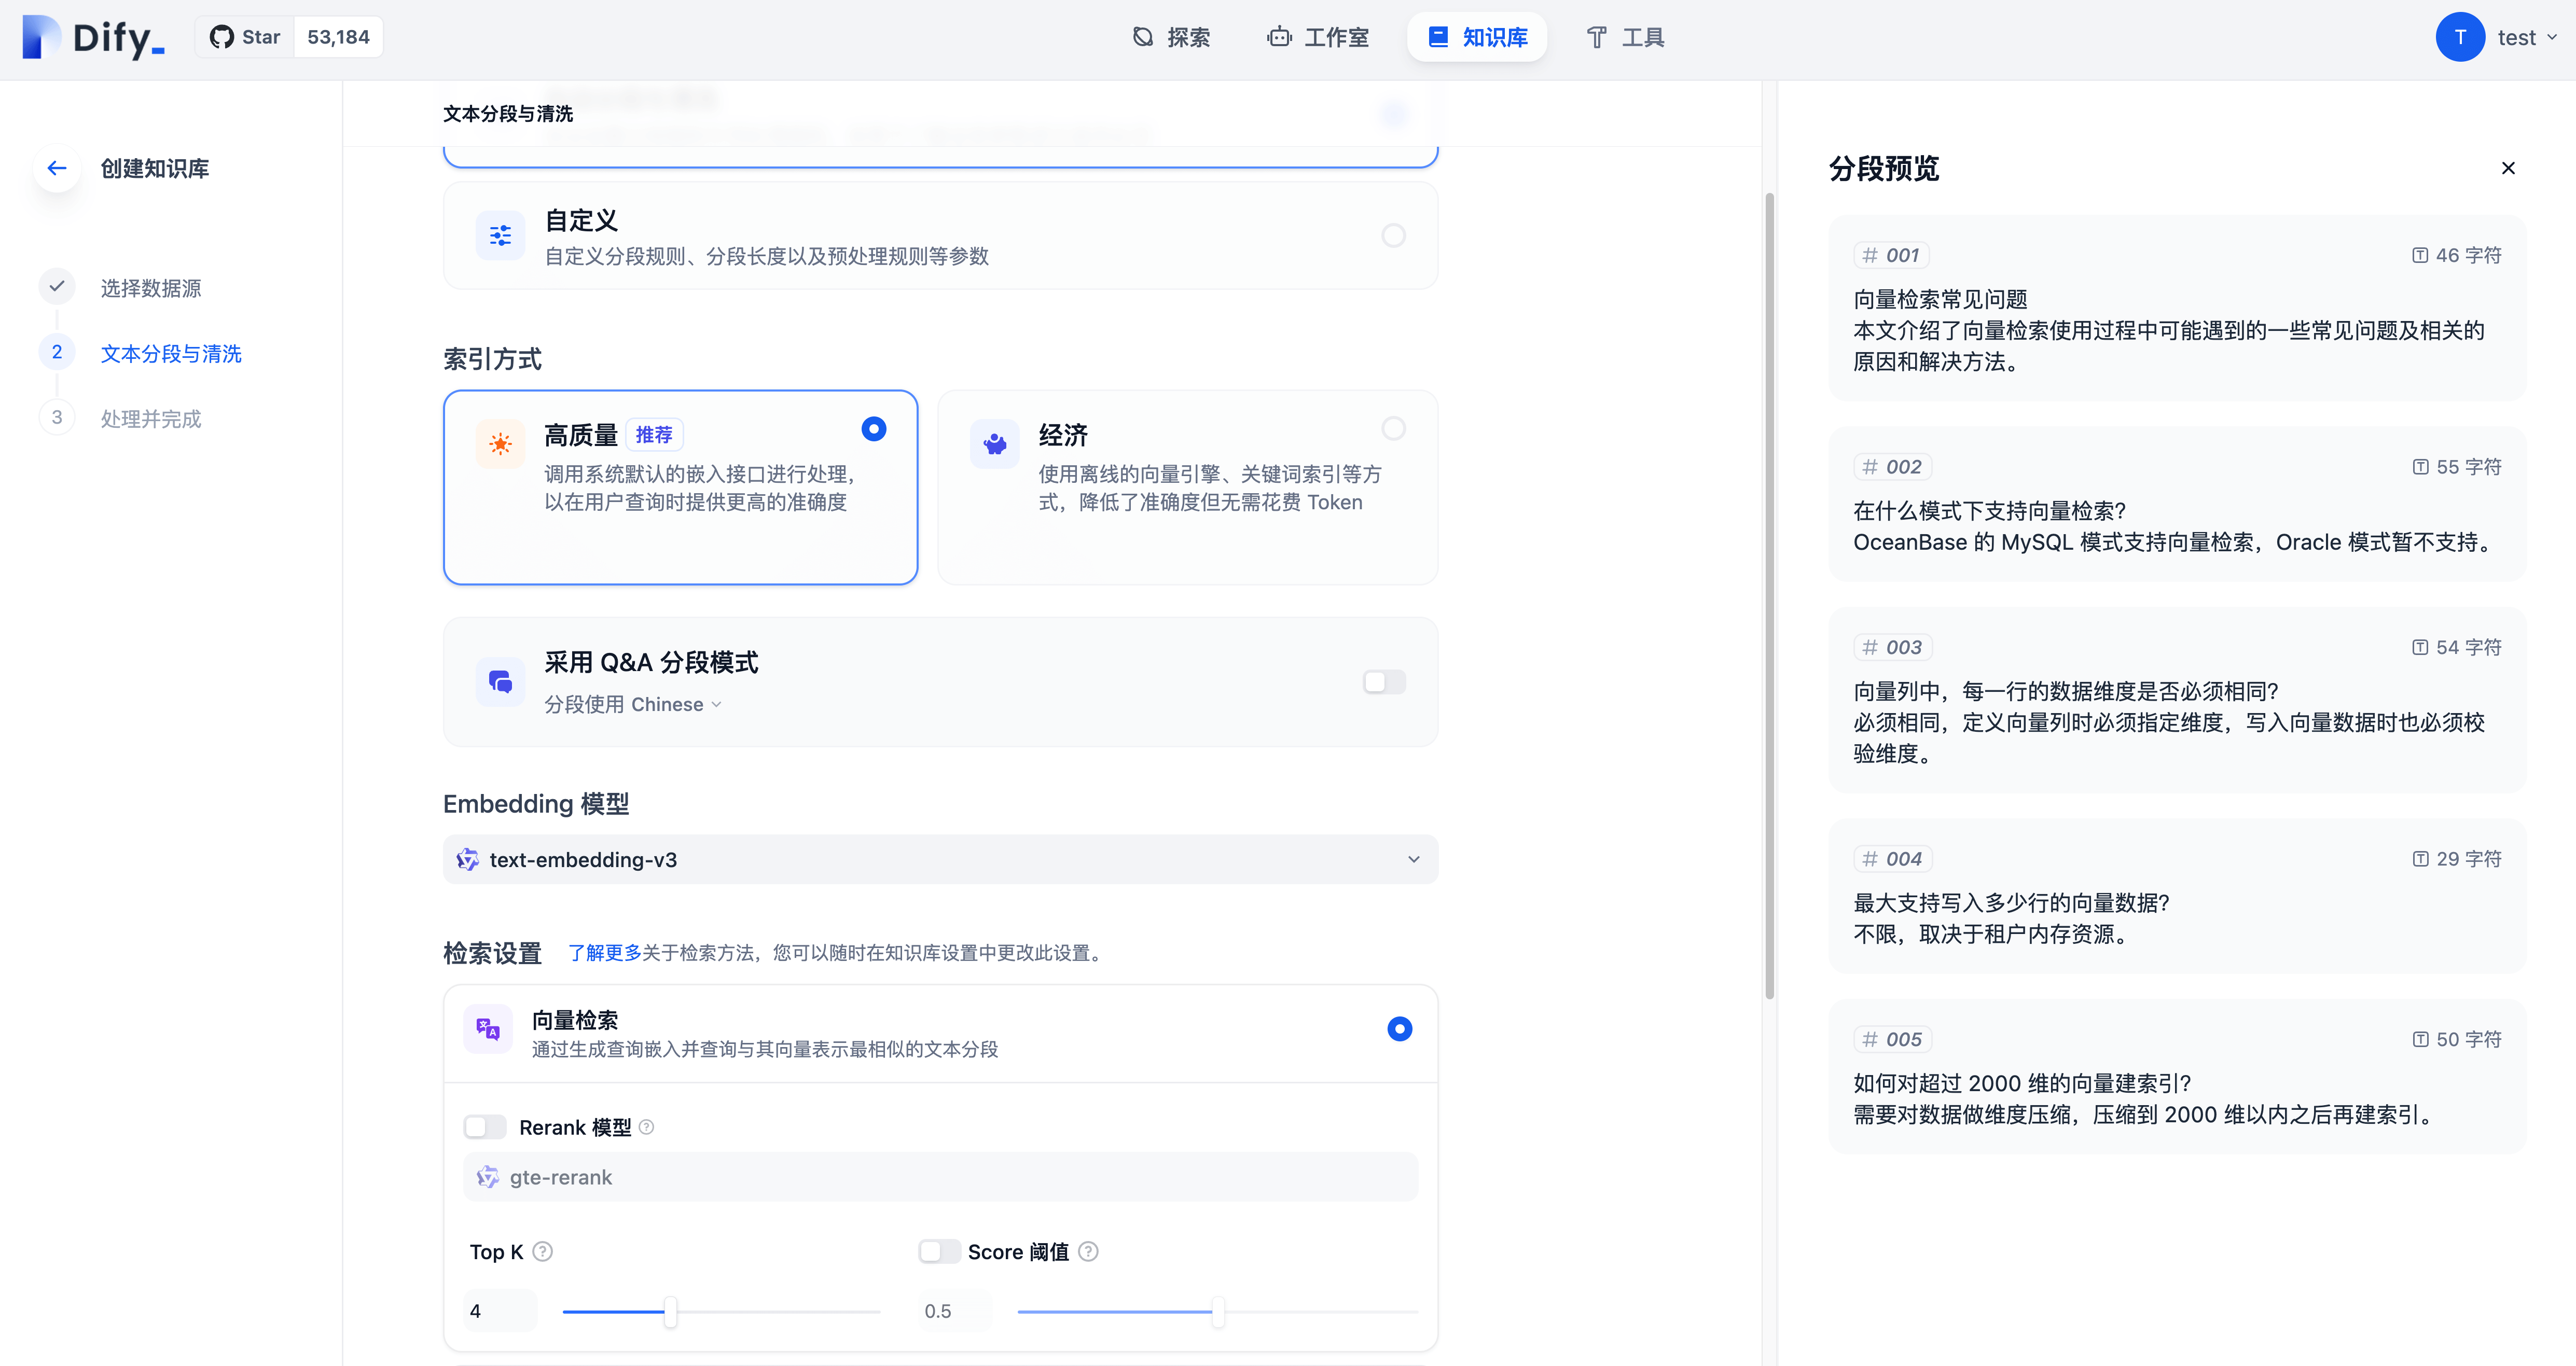 Dify_
Star 53,184
探索
工作室
知识库
工具
T
test
创建知识库
选择数据源
2 文本分段与清洗
3 处理并完成
文本分段与清洗
自定义
自定义分段规则、分段长度以及预处理规则等参数
索引方式
高质量 推荐
调用系统默认的嵌入接口进行处理，
以在用户查询时提供更高的准确度
经济
使用离线的向量引擎、关键词索引等方
式，降低了准确度但无需花费 Token
采用 Q&A 分段模式
分段使用 Chinese
Embedding 模型
text-embedding-v3
检索设置 了解更多关于检索方法，您可以随时在知识库设置中更改此设置。
向量检索
通过生成查询嵌入并查询与其向量表示最相似的文本分段
Rerank 模型
gte-rerank
Top K
Score 阈值
4
0.5
分段预览
# 001 46 字符
向量检索常见问题
本文介绍了向量检索使用过程中可能遇到的一些常见问题及相关的
原因和解决方法。
# 002 55 字符
在什么模式下支持向量检索?
OceanBase 的 MySQL 模式支持向量检索，Oracle 模式暂不支持。
# 003 54 字符
向量列中，每一行的数据维度是否必须相同?
必须相同，定义向量列时必须指定维度，写入向量数据时也必须校
验维度。
# 004 29 字符
最大支持写入多少行的向量数据?
不限，取决于租户内存资源。
# 005 50 字符
如何对超过 2000 维的向量建索引?
需要对数据做维度压缩，压缩到 2000 维以内之后再建索引。